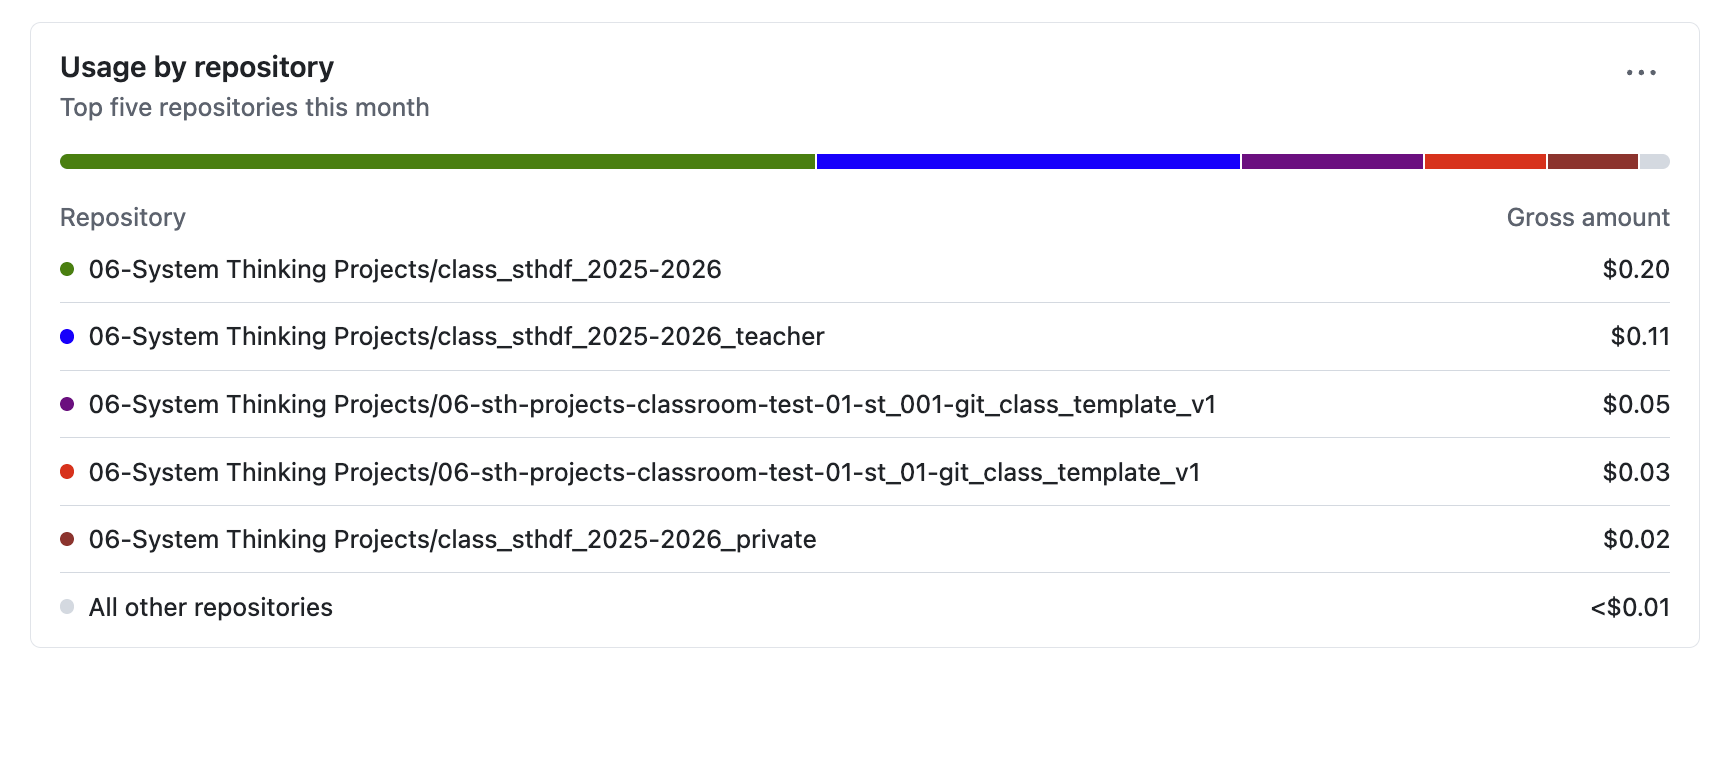 Usage by repository
Top five repositories this month
Repository Gross amount
06-System Thinking Projects/class_sthdf_2025-2026 $0.20
06-System Thinking Projects/class_sthdf_2025-2026_teacher $0.11
06-System Thinking Projects/06-sth-projects-classroom-test-01-st_001-git_class_template_v1 $0.05
06-System Thinking Projects/06-sth-projects-classroom-test-01-st_01-git_class_template_v1 $0.03
06-System Thinking Projects/class_sthdf_2025-2026_private $0.02
All other repositories <$0.01